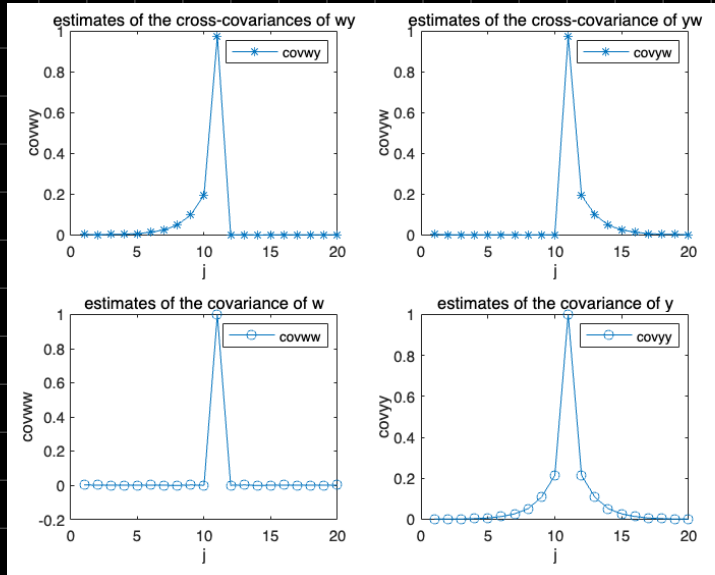 estimates of the cross-covariances of wy
covwy
1
0.8
0.6
0.4
0.2
0
0 5 10 15 20
j
covwy
estimates of the cross-covariance of yw
covyw
1
0.8
0.6
0.4
0.2
0
0 5 10 15 20
j
covyw
estimates of the covariance of w
covww
1
0.8
0.6
0.4
0.2
0
-0.2
0 5 10 15 20
j
covww
estimates of the covariance of y
covyy
1
0.8
0.6
0.4
0.2
0
0 5 10 15 20
j
covyy